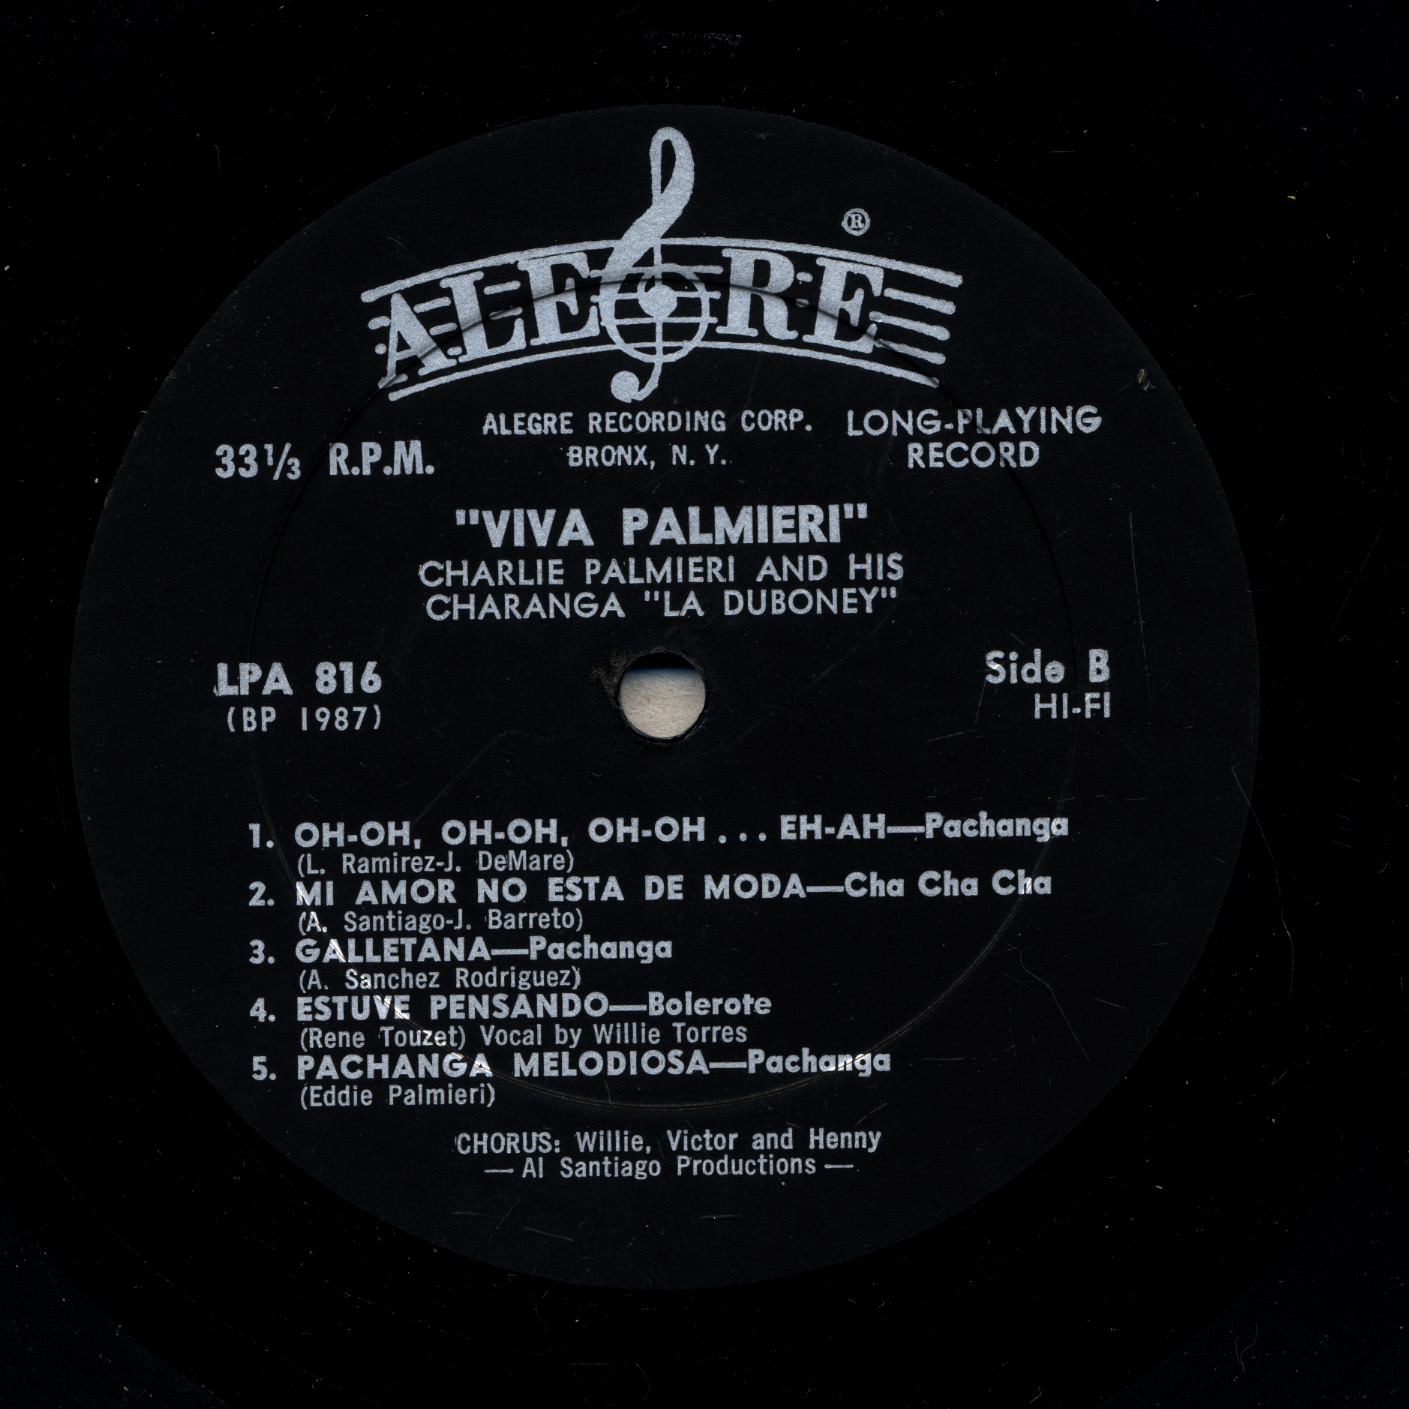 ALEGRE ®
ALEGRE RECORDING CORP.
BRONX, N. Y.
LONG-PLAYING
RECORD
33 1/3 R.P.M.
"VIVA PALMIERI"
CHARLIE PALMIERI AND HIS
CHARANGA "LA DUBONEY"
LPA 816
(BP 1987)
Side B
HI-FI
1. OH-OH, OH-OH, OH-OH . . . EH-AH—Pachanga
(L. Ramirez-J. DeMare)
2. MI AMOR NO ESTA DE MODA—Cha Cha Cha
(A. Santiago-J. Barreto)
3. GALLETANA—Pachanga
(A. Sanchez Rodriguez)
4. ESTUVE PENSANDO—Bolerote
(Rene Touzet) Vocal by Willie Torres
5. PACHANGA MELODIOSA—Pachanga
(Eddie Palmieri)
CHORUS: Willie, Victor and Henny
— Al Santiago Productions —